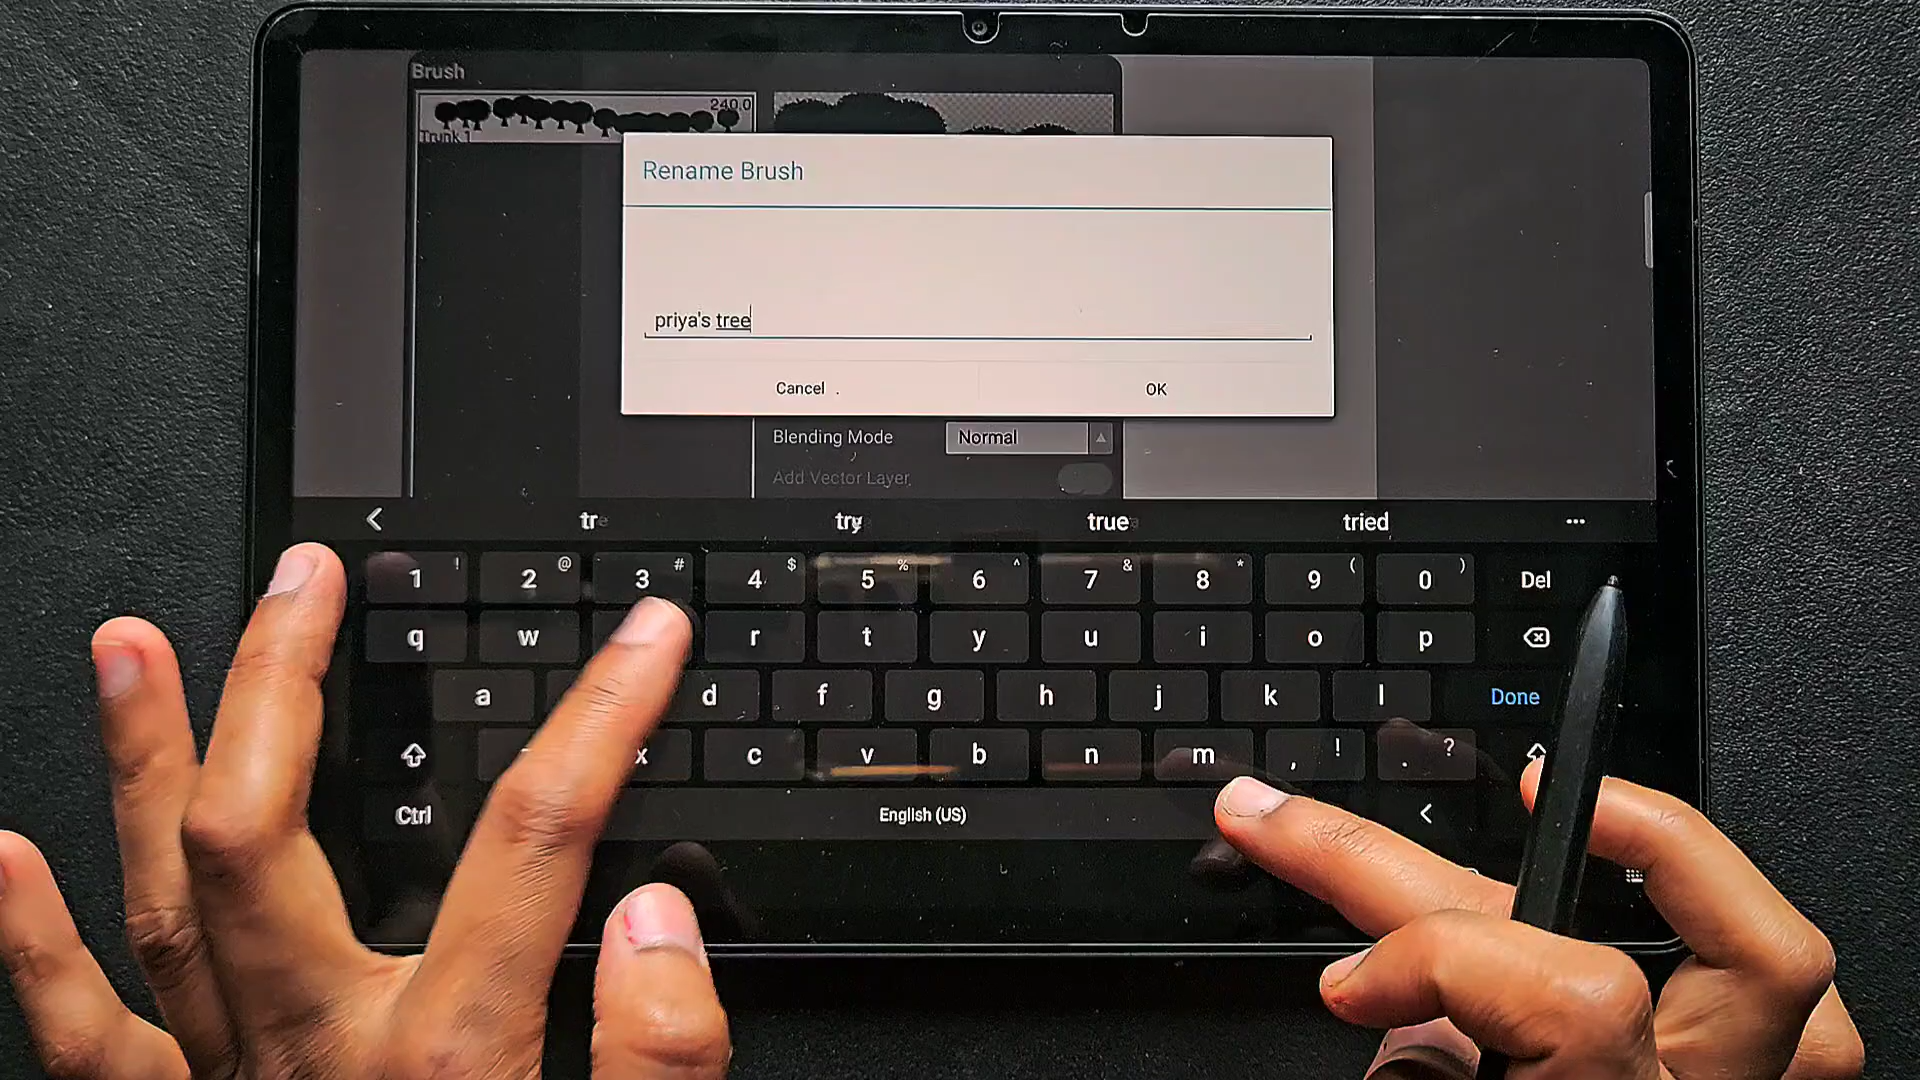 Brush
240.0
Trunk 1
Rename Brush
priya's tree
Cancel
OK
Blending Mode
Normal
Add Vector Layer
try
true
tried
...
! @ # $ % ^ & * ( )
1 2 3 4 5 6 7 8 9 0 Del
q w r t y u i o p
a d f g h j k l Done
x c v b n m , ! . ?
Ctrl
English (US)